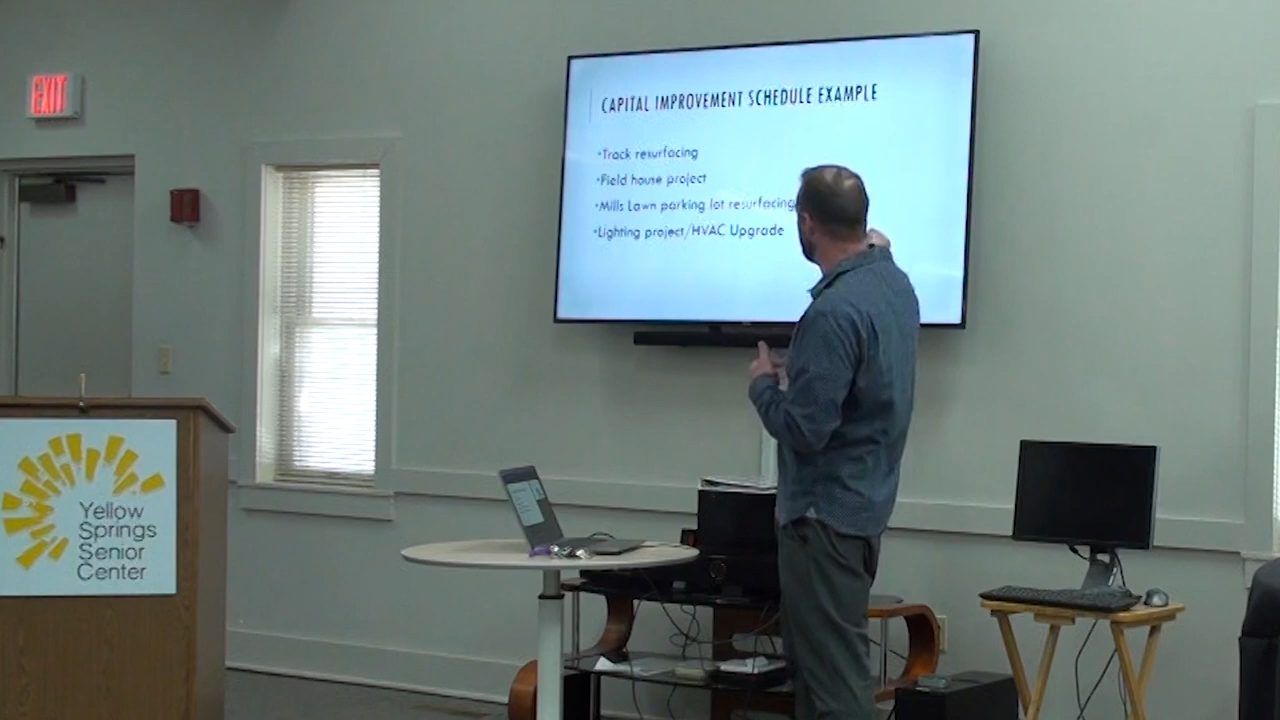 EXIT
CAPITAL IMPROVEMENT SCHEDULE EXAMPLE
•Track resurfacing
•Field house project
•Mills Lawn parking lot resurfacing
•Lighting project/HVAC Upgrade
Yellow
Springs
Senior
Center